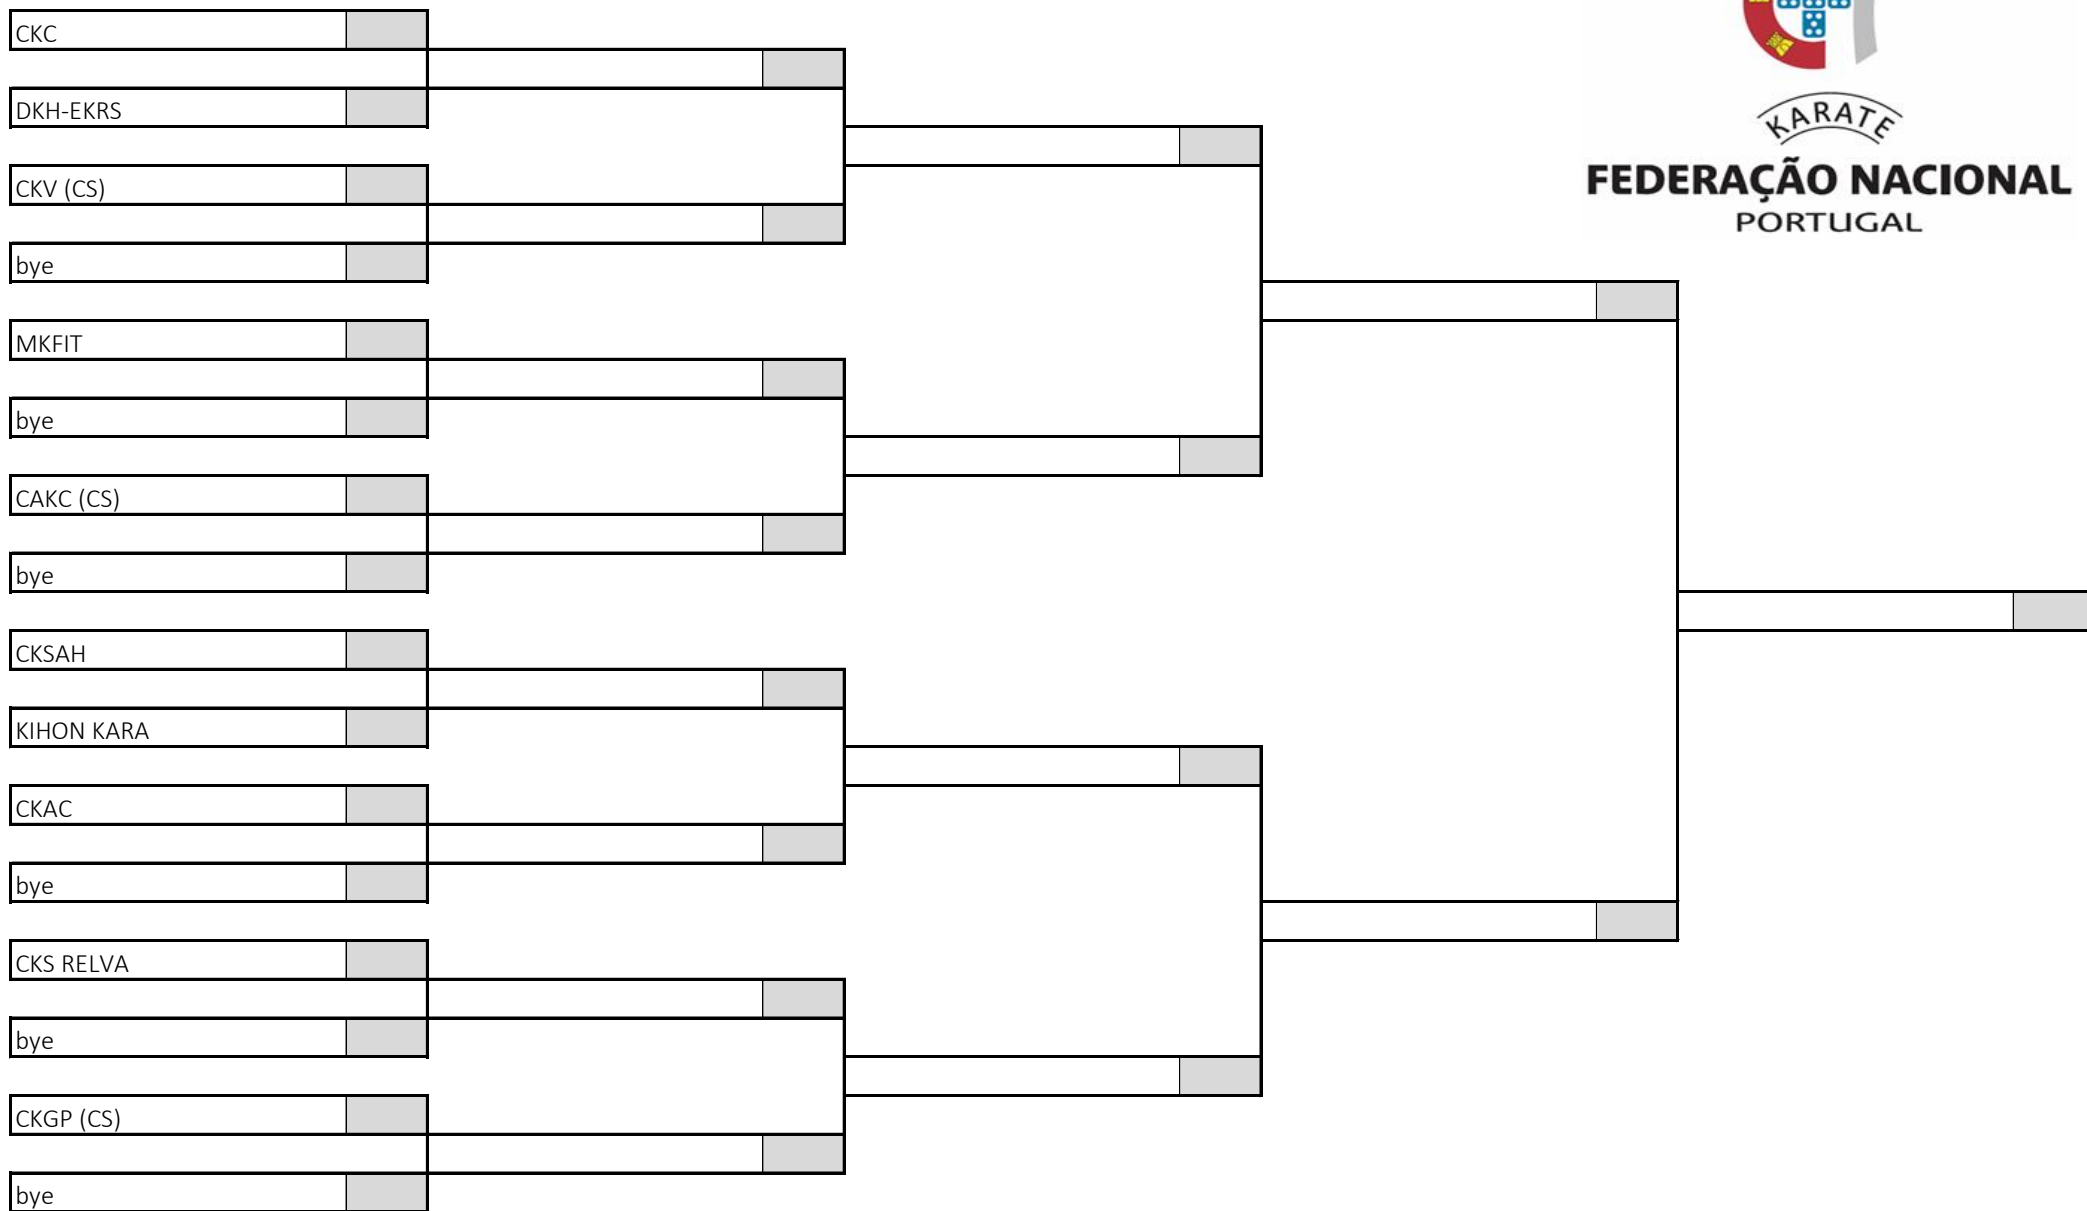 CKC
DKH-EKRS
CKV (CS)
bye
MKFIT
bye
CAKC (CS)
bye
CKSAH
KIHON KARA
CKAC
bye
CKS RELVA
bye
CKGP (CS)
bye
KARATE
FEDERAÇÃO NACIONAL
PORTUGAL